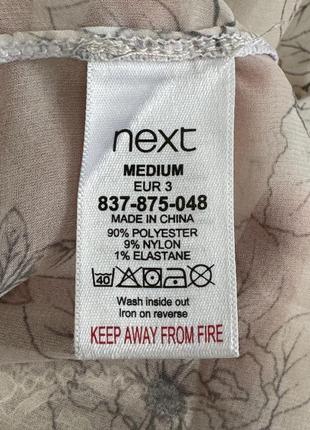 next
MEDIUM
EUR 3
837-875-048
MADE IN CHINA
90% POLYESTER
9% NYLON
1% ELASTANE
40
Wash inside out
Iron on reverse
KEEP AWAY FROM FIRE